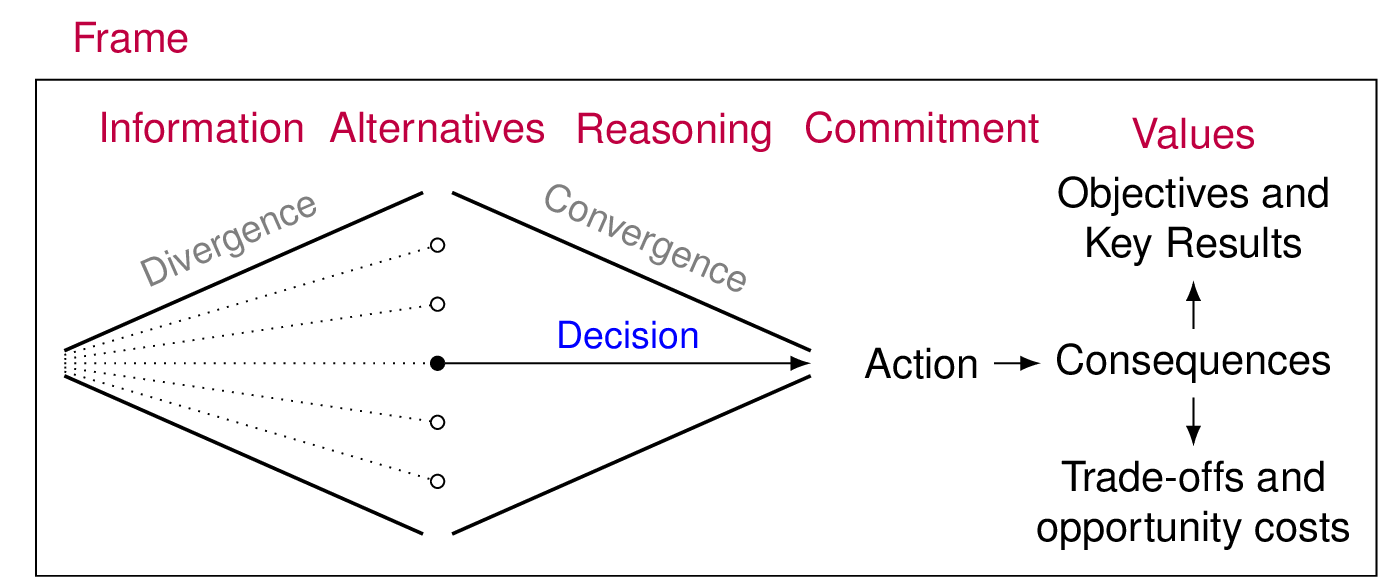 Frame
Information Alternatives Reasoning Commitment Values
Divergence
Convergence
Objectives and
Key Results
Decision
Action
Consequences
Trade-offs and
opportunity costs